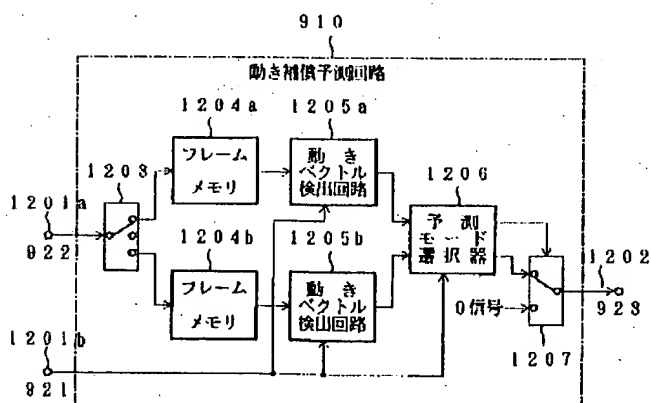 910
動き補償予測回路
1204a
1205a
1203
フレーム
メモリ
動き
ベクトル
検出回路
1206
1201a
922
予測
モード
選択器
1204b
1205b
1202
923
フレーム
メモリ
動き
ベクトル
検出回路
0信号
1207
1201b
921